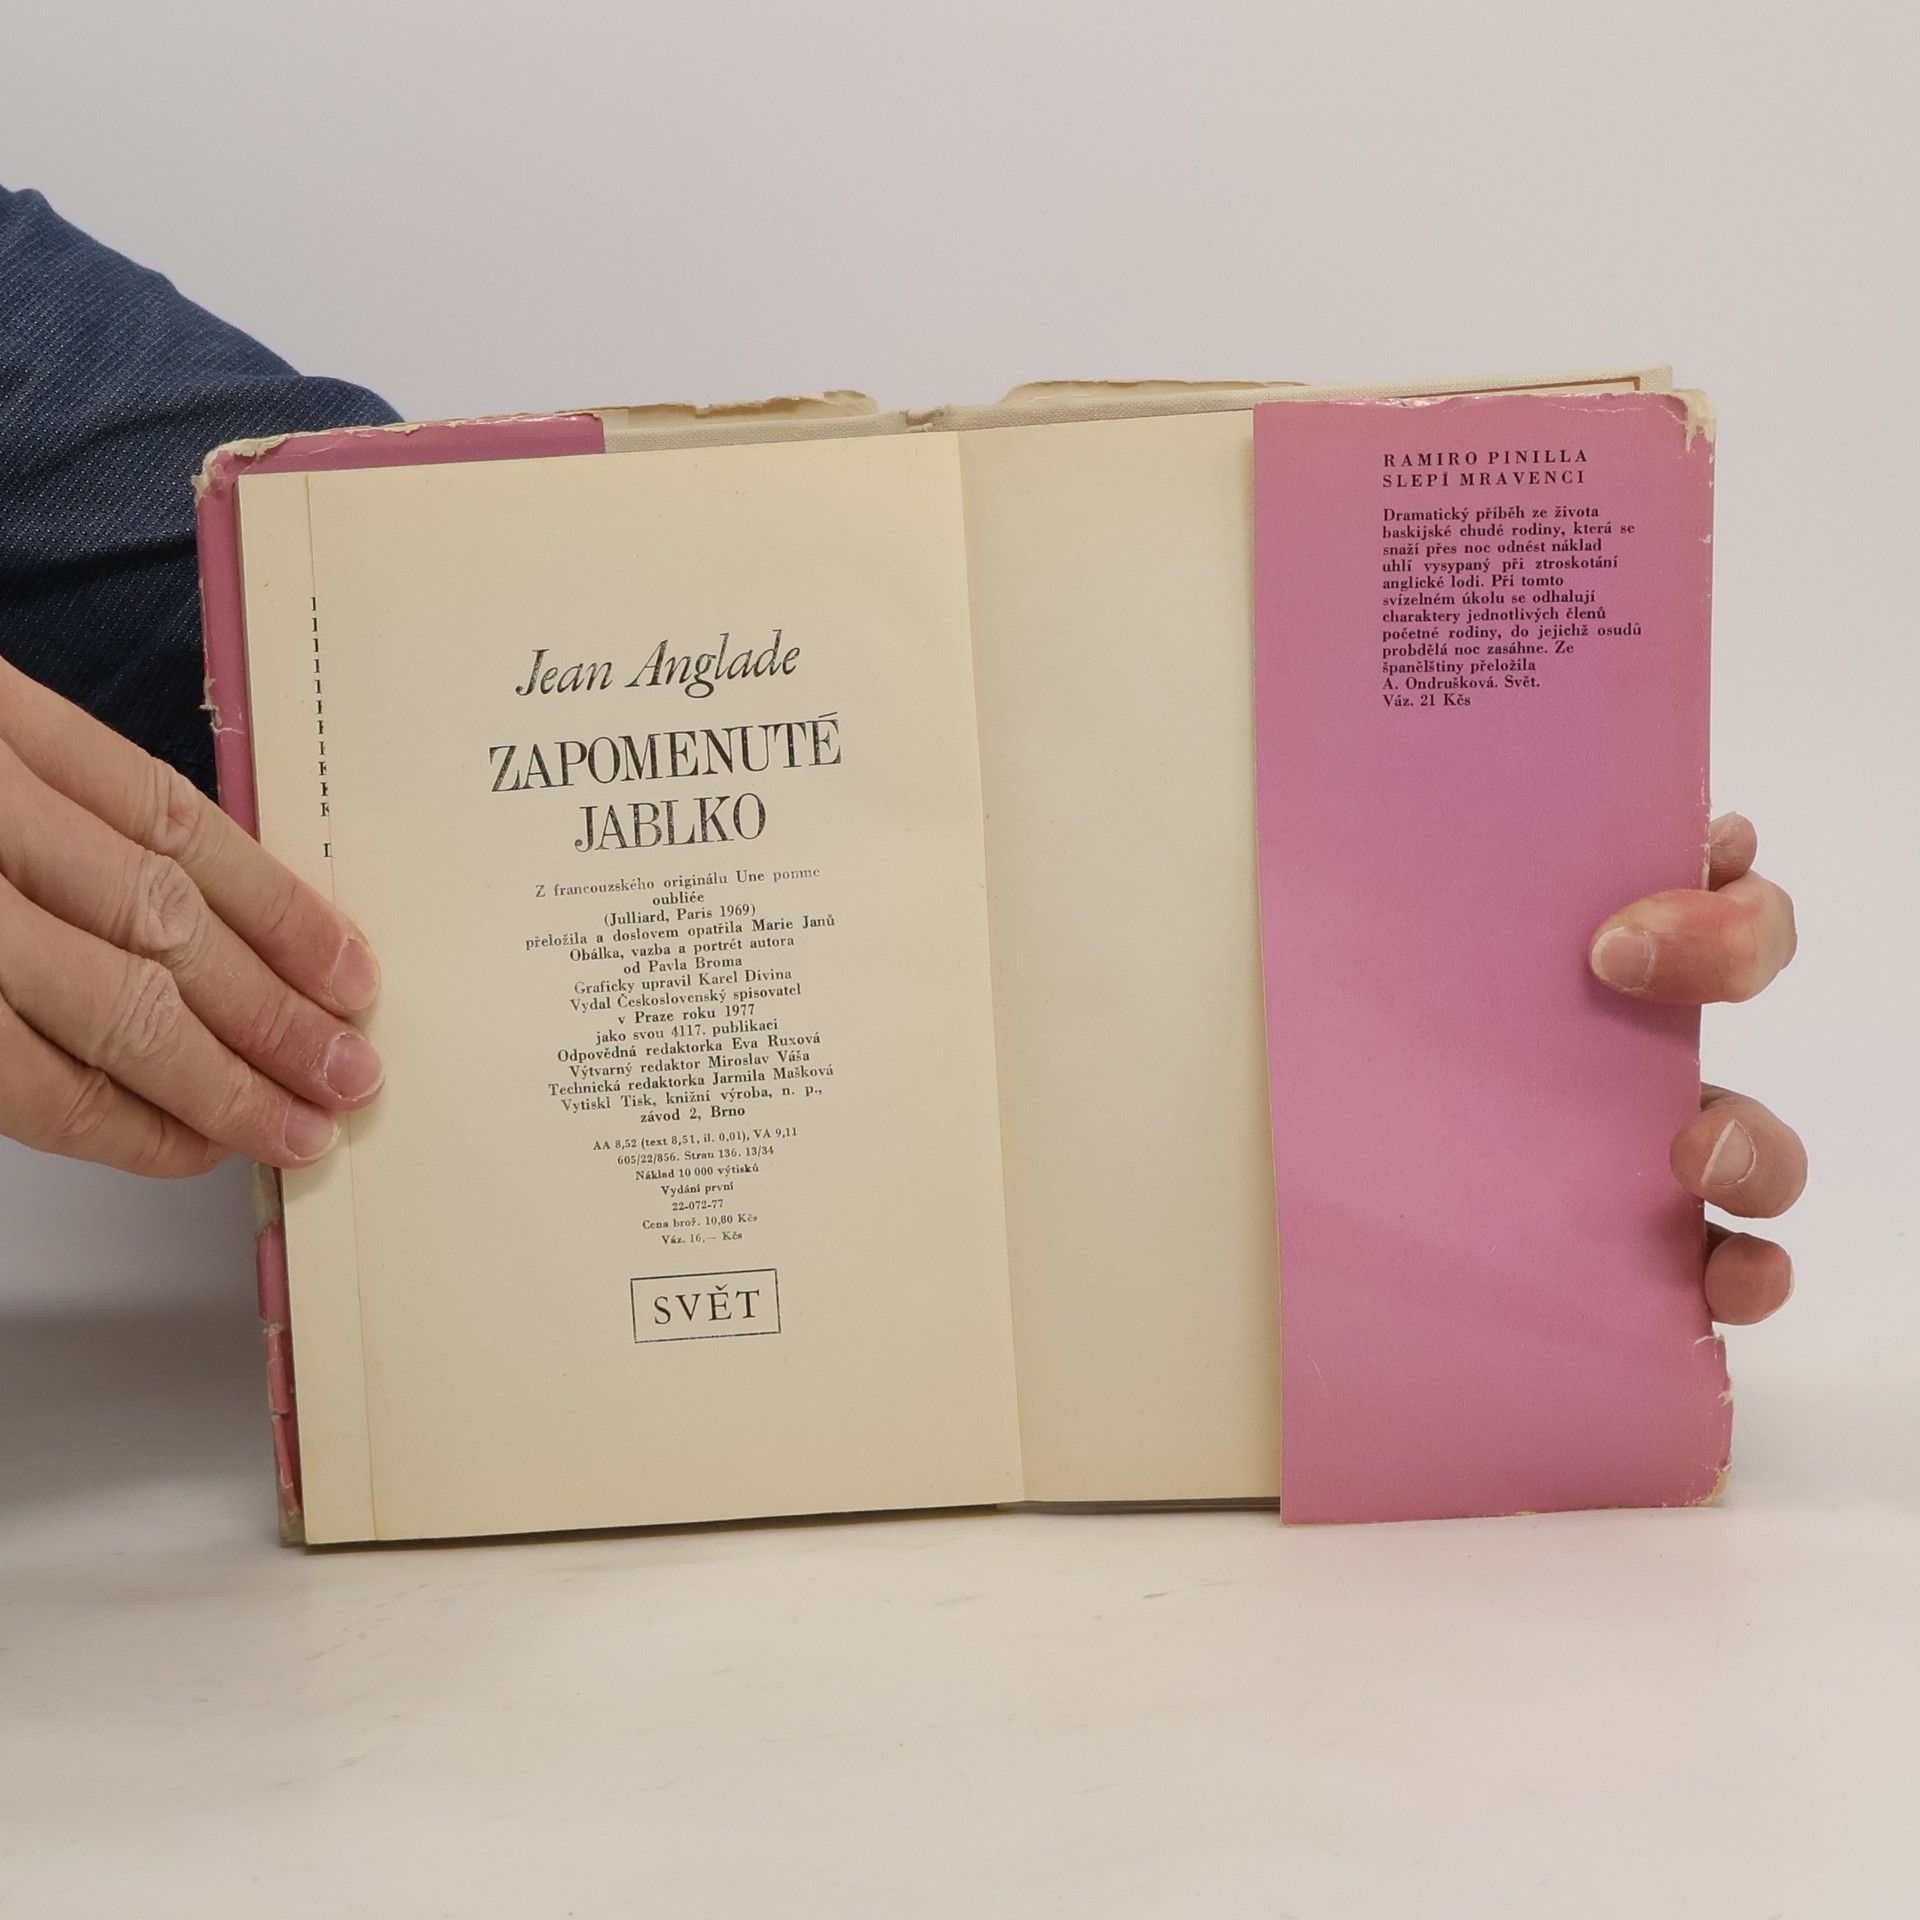 Jean Anglade
ZAPOMENUTÉ
JABLKO
Z francouzského originálu Une pomme
oubliée
(Julliard, Paris 1969)
přeložila a doslovem opatřila Marie Janů
Obálka, vazba a portrét autora
od Pavla Broma
Graficky upravil Karel Divina
Vydal Československý spisovatel
v Praze roku 1977
jako svou 4117. publikaci
Odpovědná redaktorka Eva Ruxová
Výtvarný redaktor Miroslav Váša
Technická redaktorka Jarmila Mašková
Vytiskl Tisk, knižní výroba, n. p.,
závod 2, Brno
AA 8,52 (text 8,51, il. 0,01), VA 9,11
605/22/856. Stran 136. 13/34
Náklad 10 000 výtisků
Vydání první
22-072-77
Cena brož. 10,80 Kčs
Váz. 16,— Kčs
SVĚT
RAMIRO PINILLA
SLEPÍ MRAVENCI
Dramatický příběh ze života
baskijské chudé rodiny, která se
snaží přes noc odnést náklad
uhlí vysypaný při ztroskotání
anglické lodi. Při tomto
svízelném úkolu se odhalují
charaktery jednotlivých členů
početné rodiny, do jejichž osudů
probdělá noc zasáhne. Ze
španělštiny přeložila
A. Ondrušková. Svět.
Váz. 21 Kčs